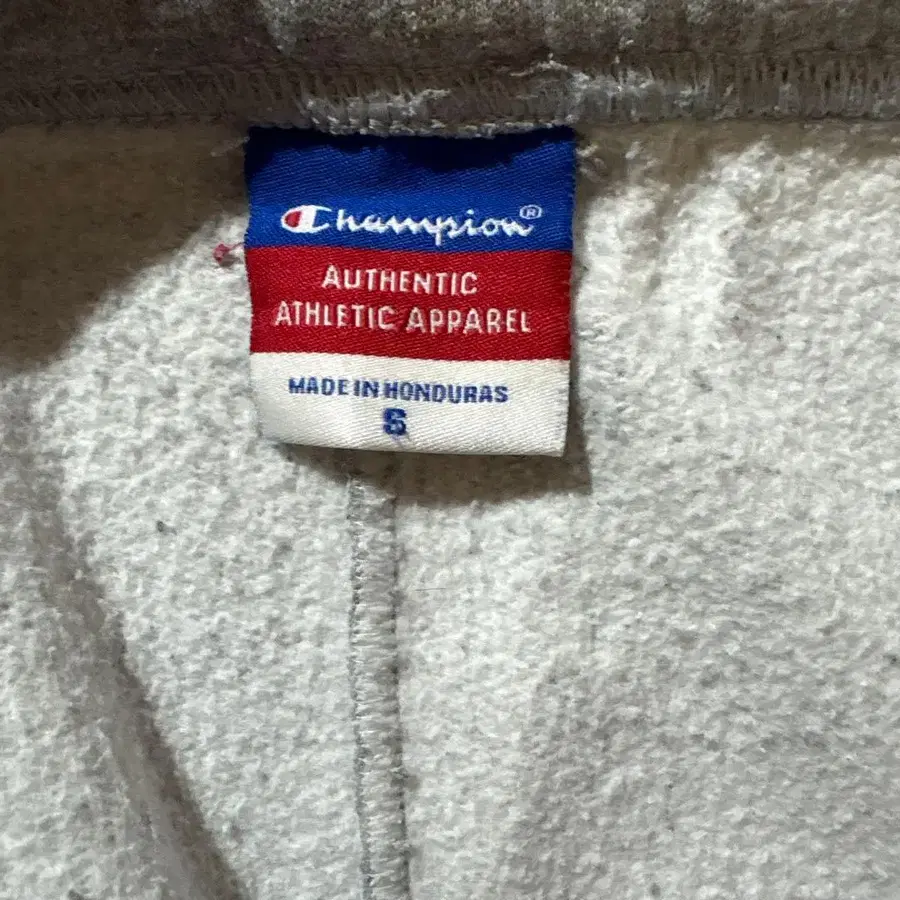 Champion®
AUTHENTIC
ATHLETIC APPAREL
MADE IN HONDURAS
S